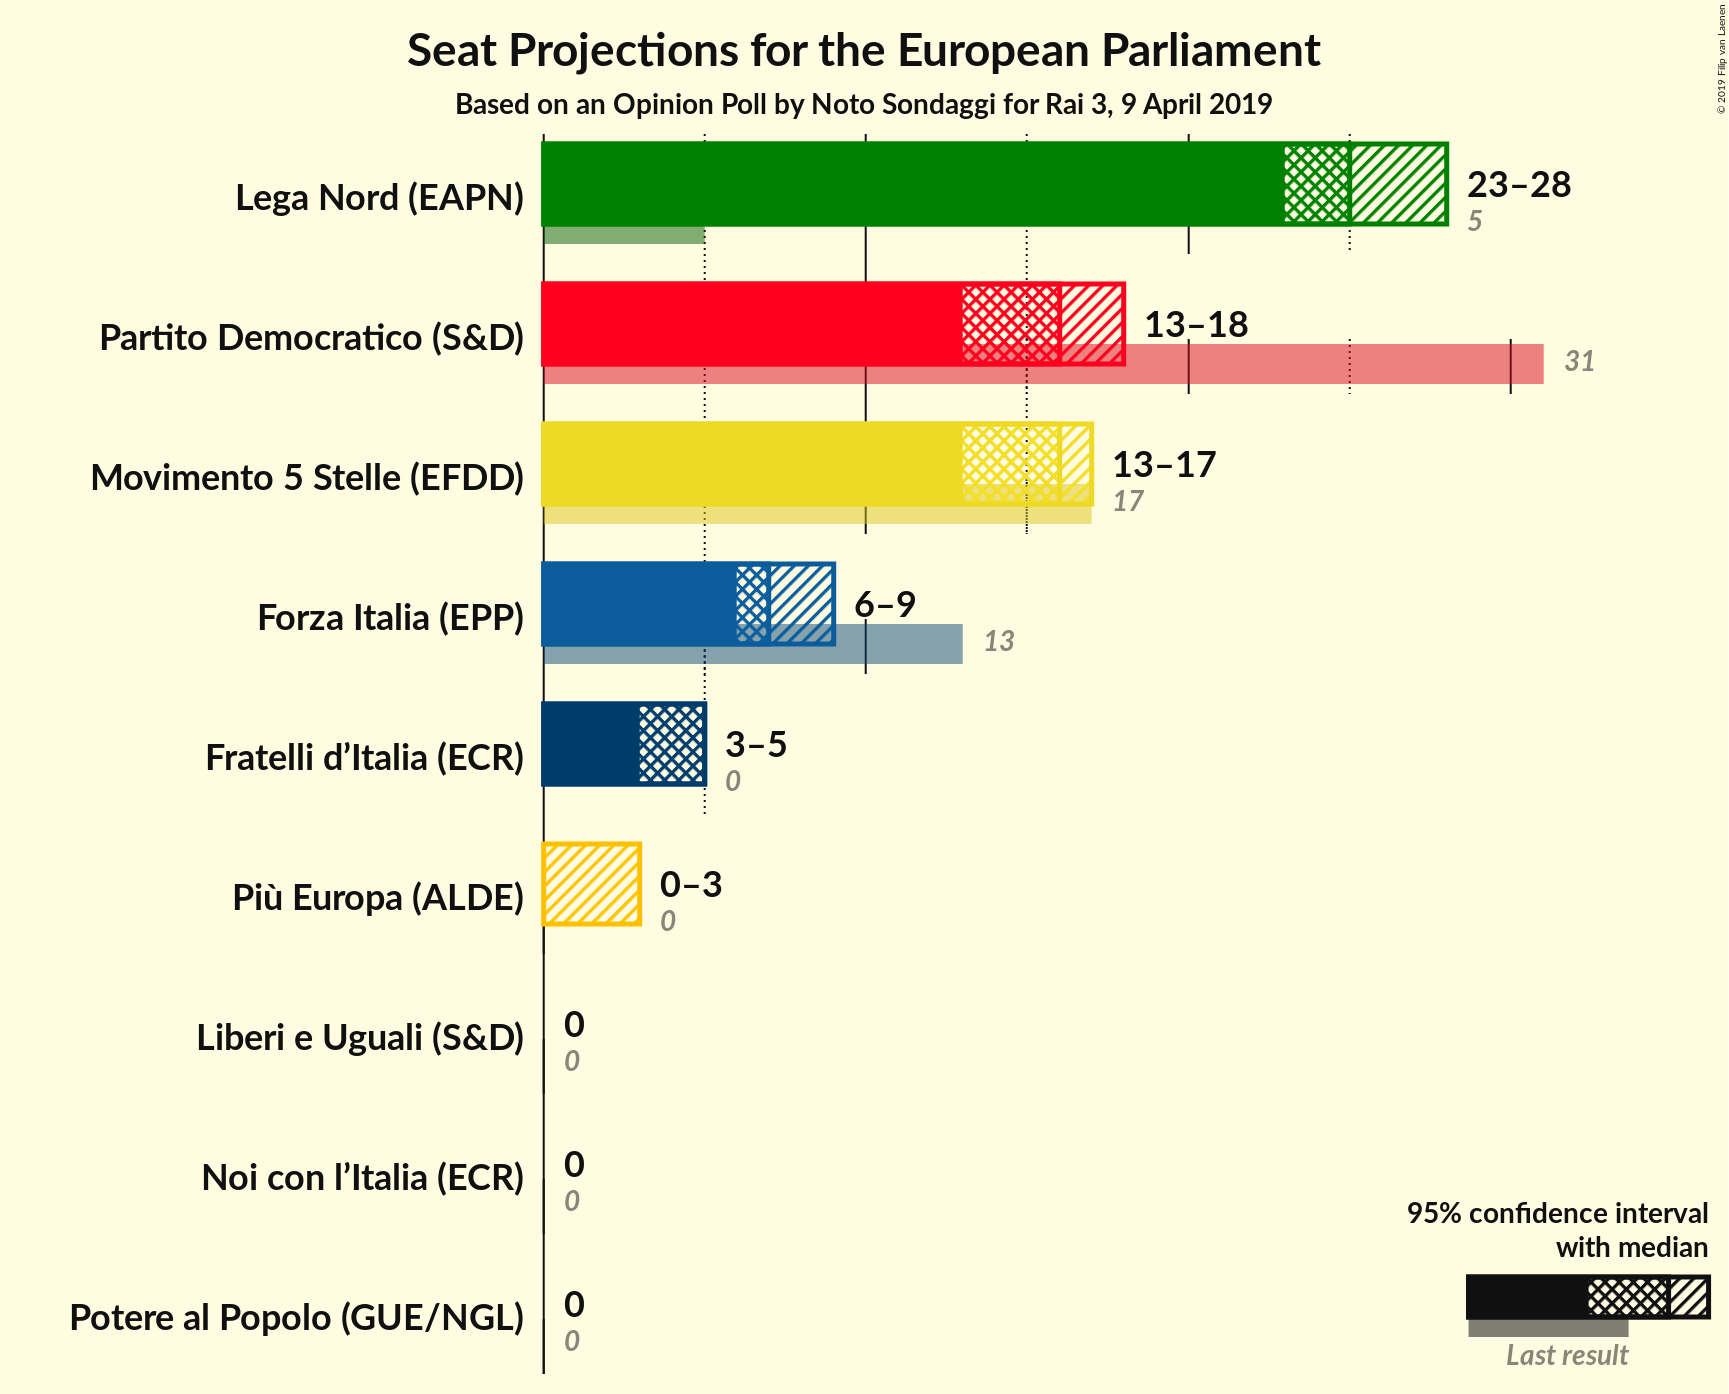 Seat Projections for the European Parliament
Based on an Opinion Poll by Noto Sondaggi for Rai 3, 9 April 2019
© 2019 Filip van Laenen
Lega Nord (EAPN)
23–28
5
Partito Democratico (S&D)
13–18
31
Movimento 5 Stelle (EFDD)
13–17
17
Forza Italia (EPP)
6–9
13
Fratelli d’Italia (ECR)
3–5
0
Più Europa (ALDE)
0–3
0
Liberi e Uguali (S&D)
0
0
Noi con l’Italia (ECR)
0
0
Potere al Popolo (GUE/NGL)
0
0
95% confidence interval
with median
Last result